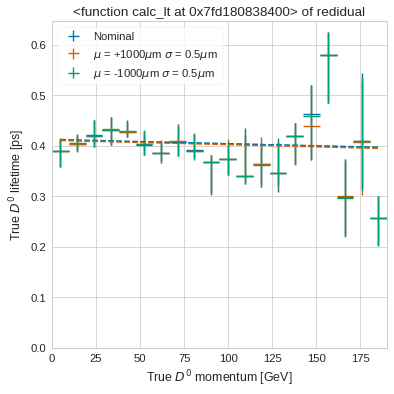 <function calc_lt at 0x7fd180838400> of redidual
Nominal
μ = +1000μm σ = 0.5μm
μ = -1000μm σ = 0.5μm
True D⁰ lifetime [ps]
0.6
0.5
0.4
0.3
0.2
0.1
0.0
0 25 50 75 100 125 150 175
True D⁰ momentum [GeV]